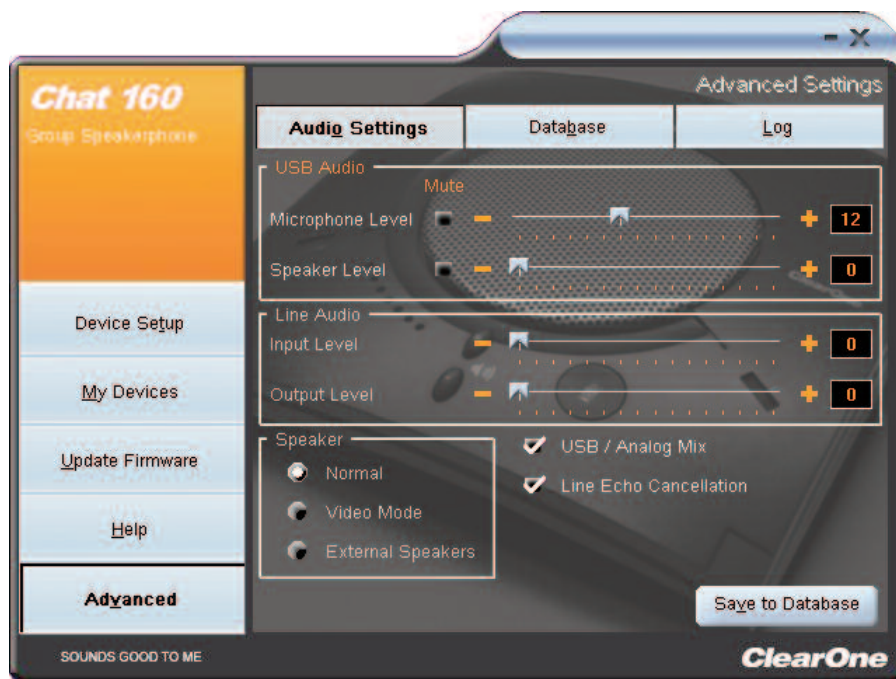 Chat 160
Group Speakerphone
Advanced Settings
Audio Settings
Database
Log
USB Audio
Mute
Microphone Level
12
Speaker Level
0
Line Audio
Input Level
0
Output Level
0
Speaker
Normal
Video Mode
External Speakers
USB / Analog Mix
Line Echo Cancellation
Device Setup
My Devices
Update Firmware
Help
Advanced
Save to Database
SOUNDS GOOD TO ME
ClearOne